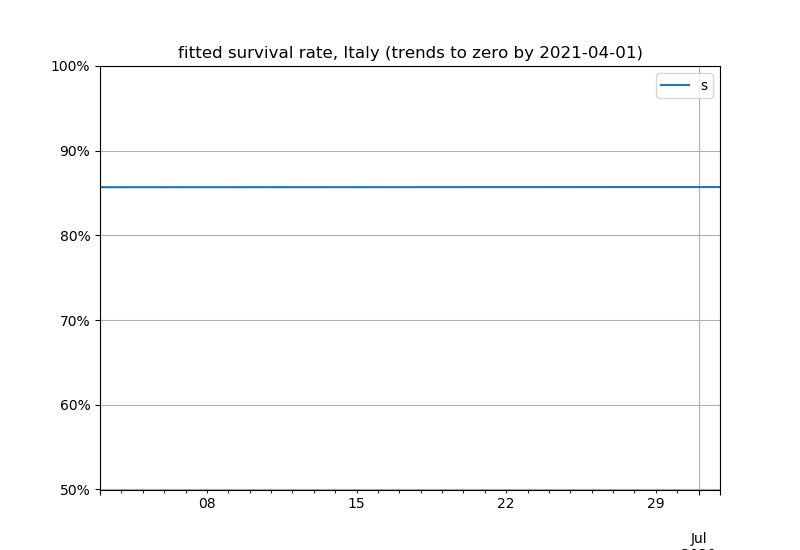 fitted survival rate, Italy (trends to zero by 2021-04-01)
100%
s
90%
80%
70%
60%
50%
08 15 22 29
Jul